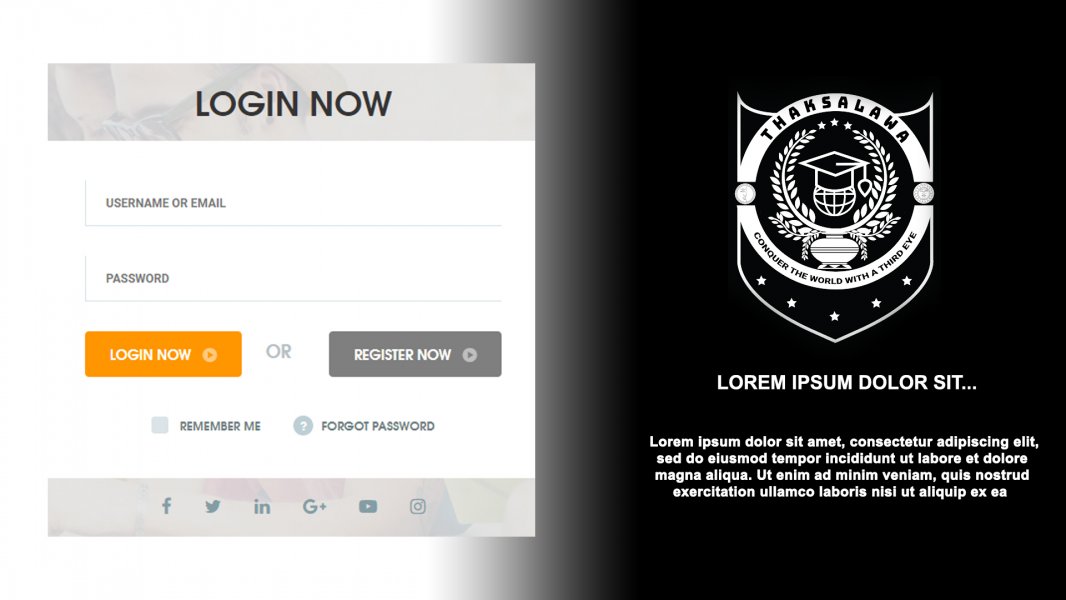 LOGIN NOW
USERNAME OR EMAIL
PASSWORD
LOGIN NOW
OR
REGISTER NOW
REMEMBER ME
? FORGOT PASSWORD
THAKSALAWA
CONQUER THE WORLD WITH A THIRD EYE
LOREM IPSUM DOLOR SIT...
Lorem ipsum dolor sit amet, consectetur adipiscing elit,
sed do eiusmod tempor incididunt ut labore et dolore
magna aliqua. Ut enim ad minim veniam, quis nostrud
exercitation ullamco laboris nisi ut aliquip ex ea